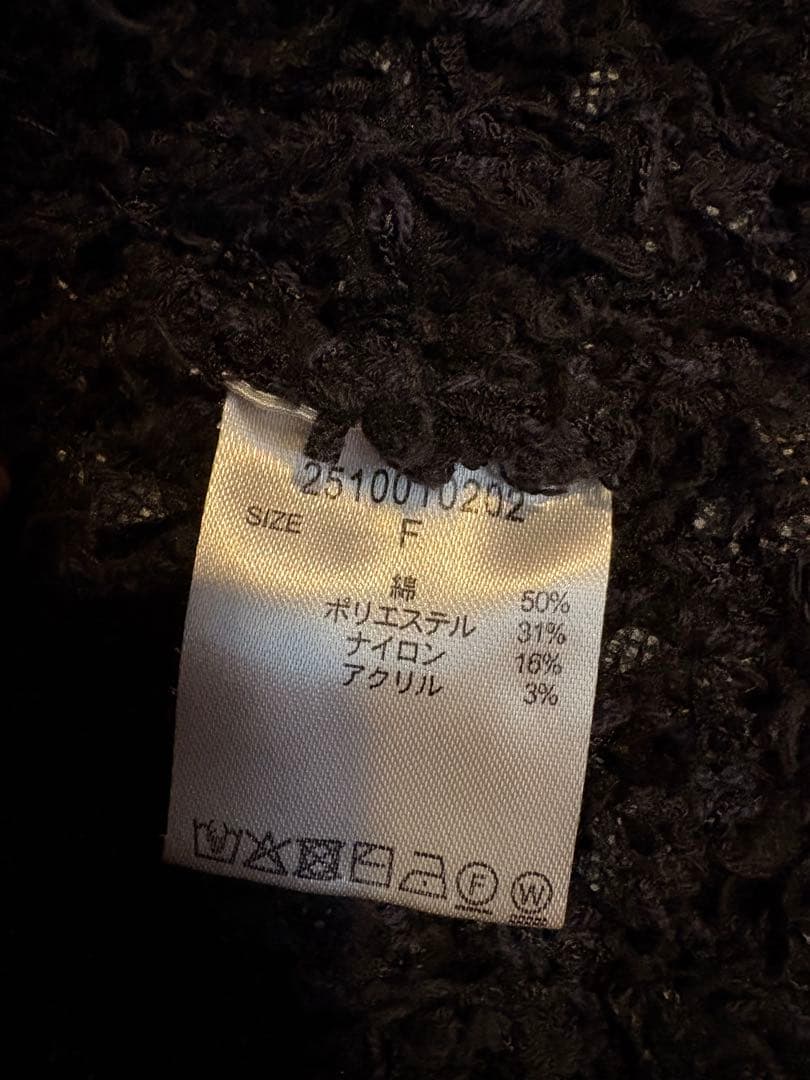 2510010202
SIZE F
綿 50%
ポリエステル 31%
ナイロン 16%
アクリル 3%
F W